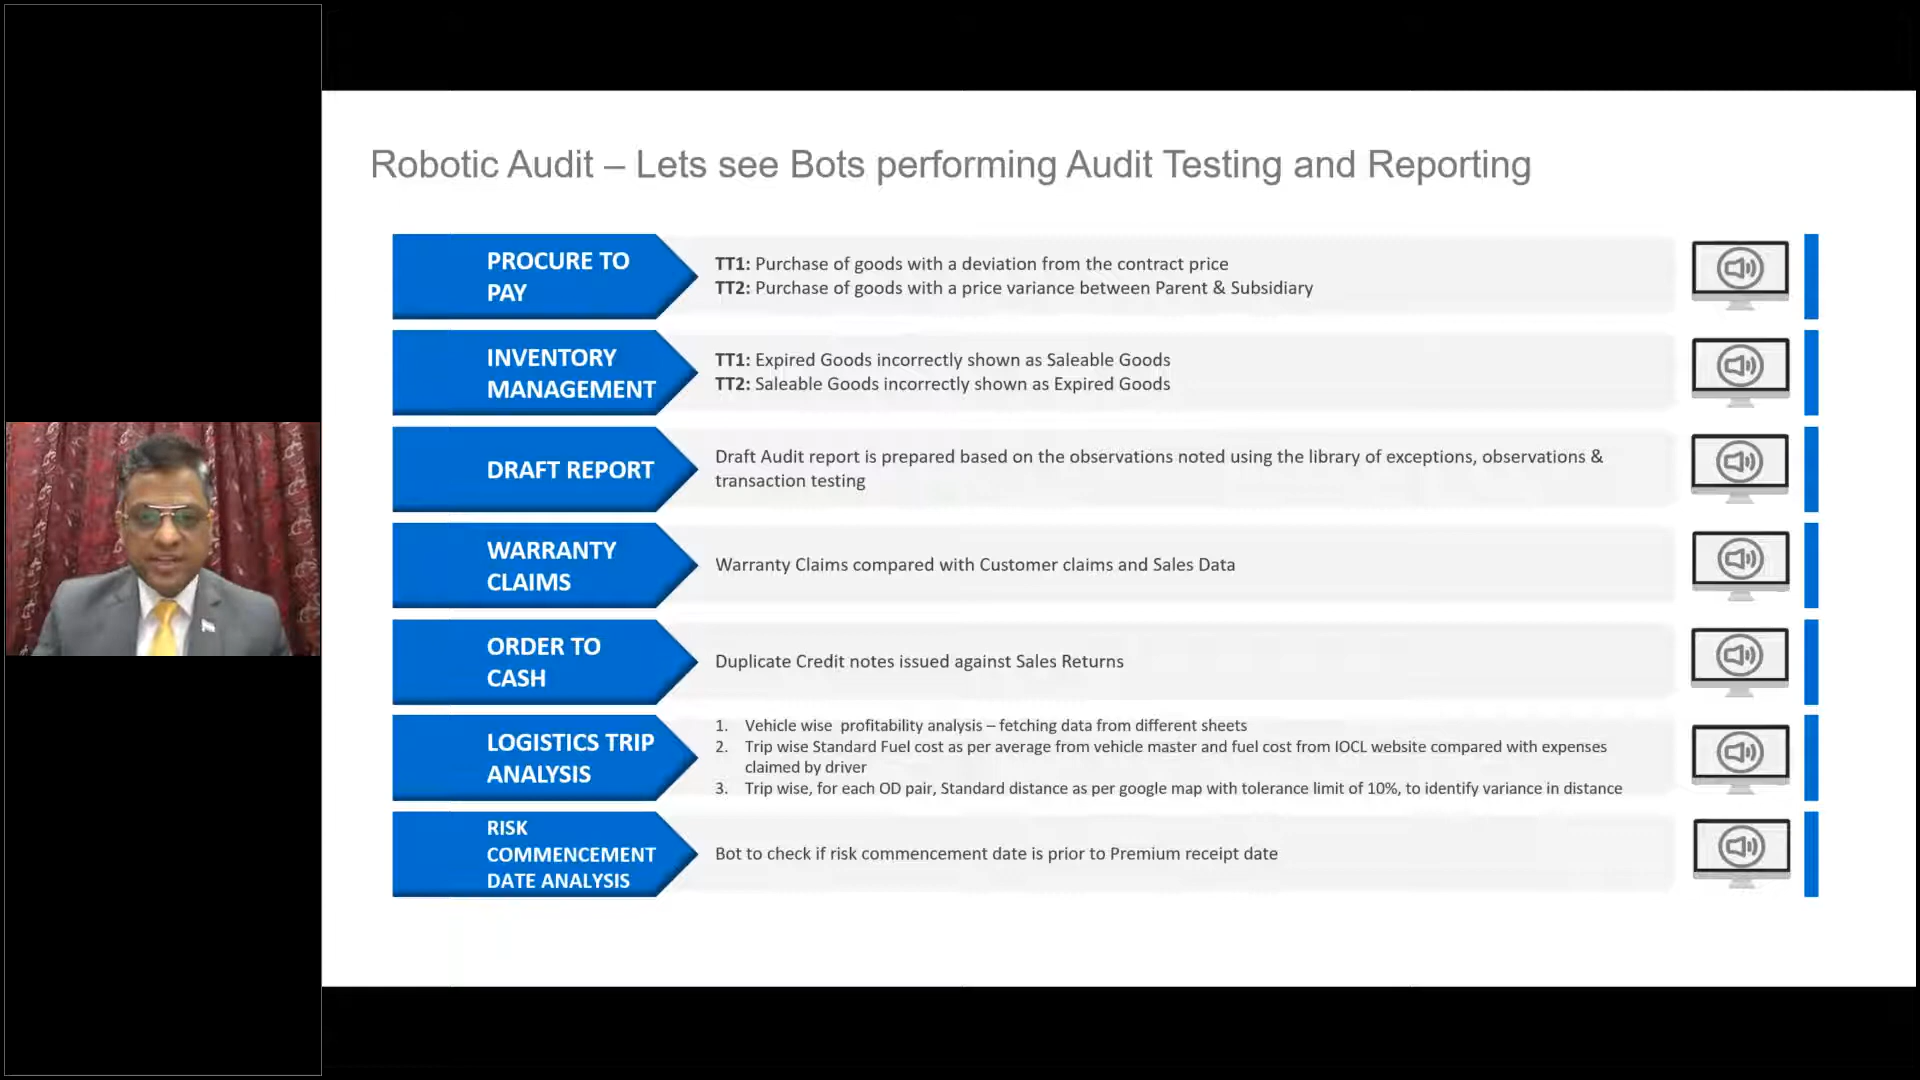 Robotic Audit – Lets see Bots performing Audit Testing and Reporting
PROCURE TO
PAY
TT1: Purchase of goods with a deviation from the contract price
TT2: Purchase of goods with a price variance between Parent & Subsidiary
INVENTORY
MANAGEMENT
TT1: Expired Goods incorrectly shown as Saleable Goods
TT2: Saleable Goods incorrectly shown as Expired Goods
DRAFT REPORT
Draft Audit report is prepared based on the observations noted using the library of exceptions, observations &
transaction testing
WARRANTY
CLAIMS
Warranty Claims compared with Customer claims and Sales Data
ORDER TO
CASH
Duplicate Credit notes issued against Sales Returns
LOGISTICS TRIP
ANALYSIS
1. Vehicle wise profitability analysis – fetching data from different sheets
2. Trip wise Standard Fuel cost as per average from vehicle master and fuel cost from IOCL website compared with expenses
claimed by driver
3. Trip wise, for each OD pair, Standard distance as per google map with tolerance limit of 10%, to identify variance in distance
RISK
COMMENCEMENT
DATE ANALYSIS
Bot to check if risk commencement date is prior to Premium receipt date